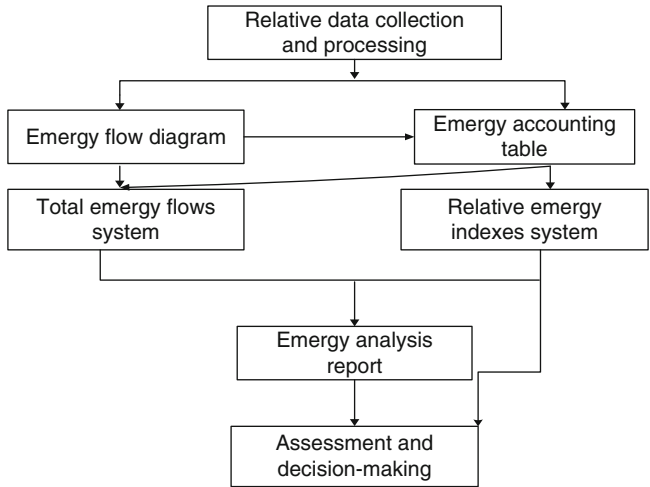 Relative data collection
and processing
Emergy flow diagram
Emergy accounting
table
Total emergy flows
system
Relative emergy
indexes system
Emergy analysis
report
Assessment and
decision-making